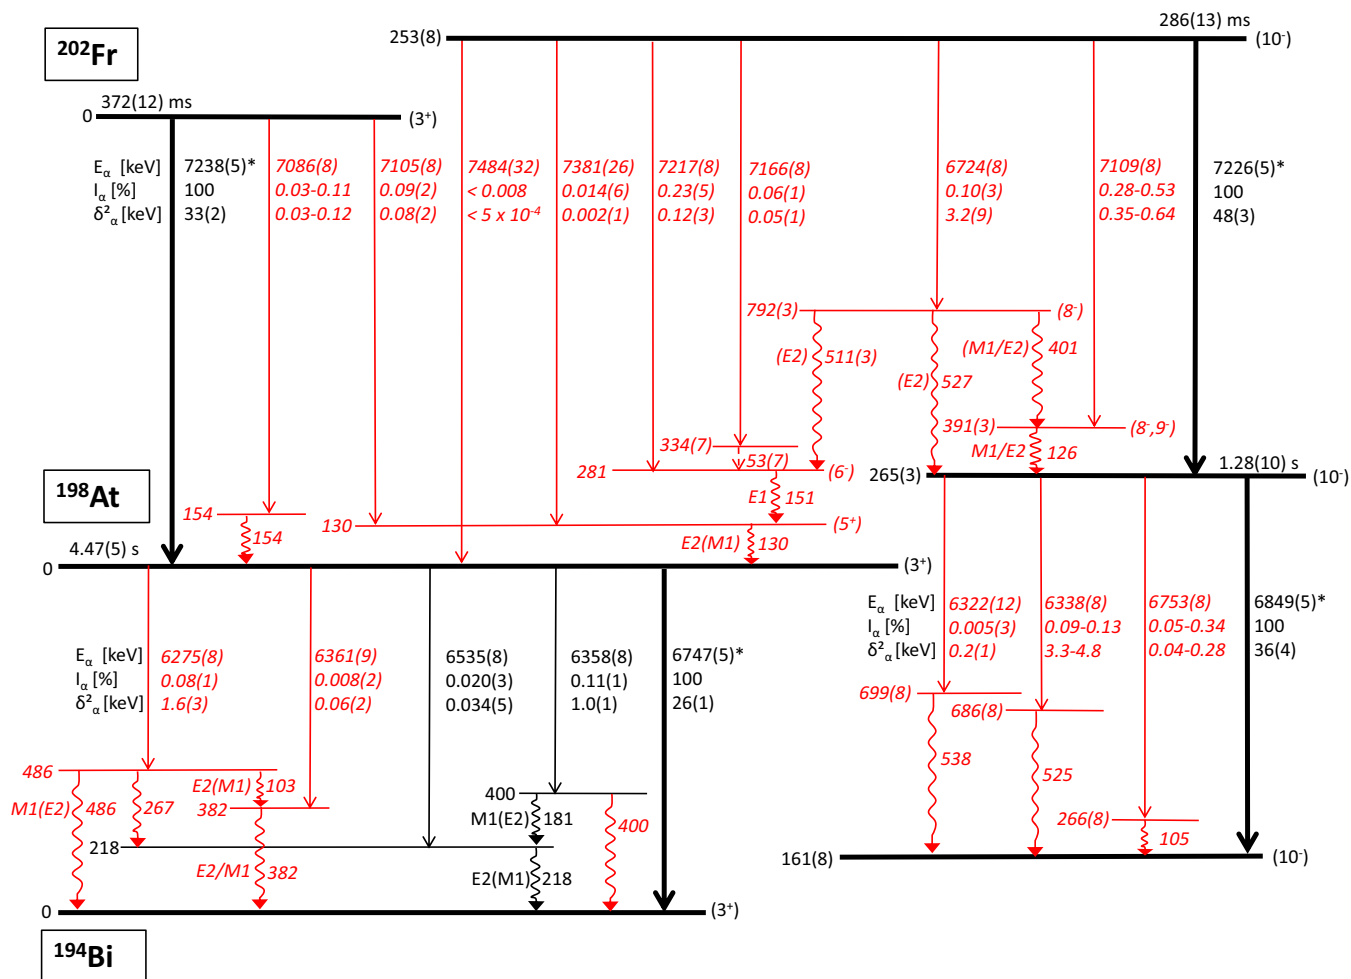 286(13) ms
253(8)
(10⁻)
²⁰²Fr
372(12) ms
0
(3⁺)
Eα [keV] 7238(5)* 7086(8) 7105(8) 7484(32) 7381(26) 7217(8) 7166(8) 6724(8) 7109(8) 7226(5)*
Iα [%] 100 0.03-0.11 0.09(2) < 0.008 0.014(6) 0.23(5) 0.06(1) 0.10(3) 0.28-0.53 100
δ²α [keV] 33(2) 0.03-0.12 0.08(2) < 5 x 10⁻⁴ 0.002(1) 0.12(3) 0.05(1) 3.2(9) 0.35-0.64 48(3)
792(3)
(8⁻)
(E2) 511(3)
(E2) 527
(M1/E2) 401
391(3)
(8⁻,9⁻)
334(7)
53(7)
M1/E2 126
281
(6⁻)
1.28(10) s
265(3)
(10⁻)
¹⁹⁸At
E1 151
154
154
130
(5⁺)
E2(M1) 130
4.47(5) s
0
(3⁺)
Eα [keV] 6322(12) 6338(8) 6753(8) 6849(5)*
Iα [%] 0.005(3) 0.09-0.13 0.05-0.34 100
δ²α [keV] 0.2(1) 3.3-4.8 0.04-0.28 36(4)
Eα [keV] 6275(8) 6361(9) 6535(8) 6358(8) 6747(5)*
Iα [%] 0.08(1) 0.008(2) 0.020(3) 0.11(1) 100
δ²α [keV] 1.6(3) 0.06(2) 0.034(5) 1.0(1) 26(1)
699(8)
686(8)
538
525
266(8)
105
161(8)
(10⁻)
486
E2(M1) 103
M1(E2) 486
267
382
400
M1(E2) 181
400
218
E2/M1 382
E2(M1) 218
0
(3⁺)
¹⁹⁴Bi